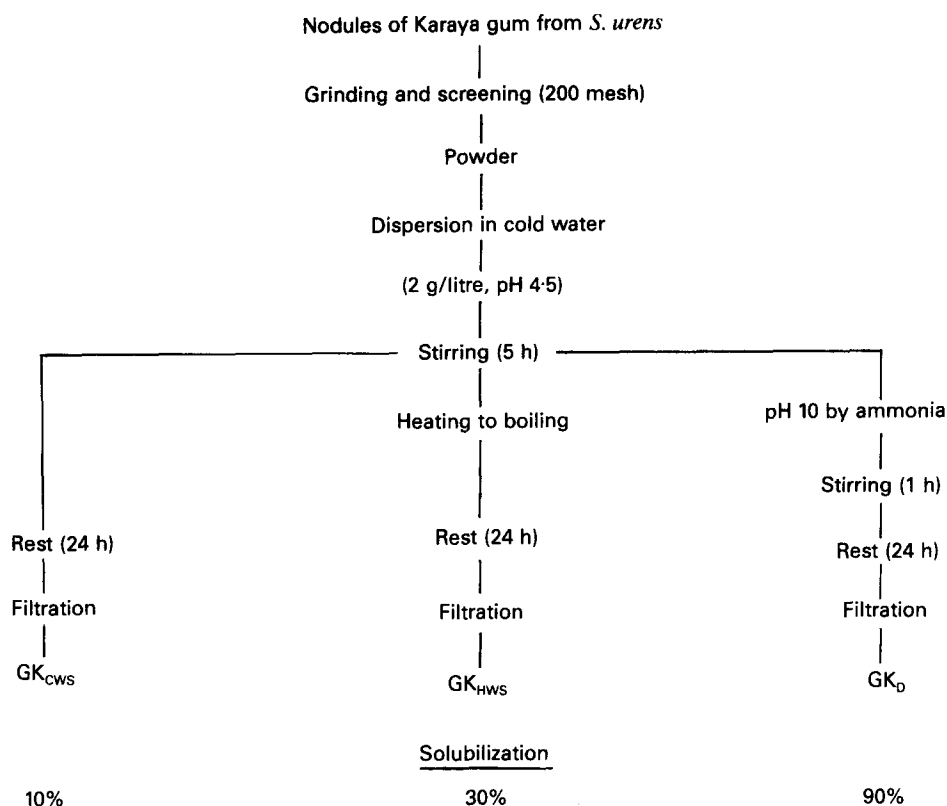 Nodules of Karaya gum from S. urens
Grinding and screening (200 mesh)
Powder
Dispersion in cold water
(2 g/litre, pH 4·5)
Stirring (5 h)
Heating to boiling
pH 10 by ammonia
Stirring (1 h)
Rest (24 h)
Rest (24 h)
Rest (24 h)
Filtration
Filtration
Filtration
GKCWS
GKHWS
GKD
Solubilization
10%
30%
90%